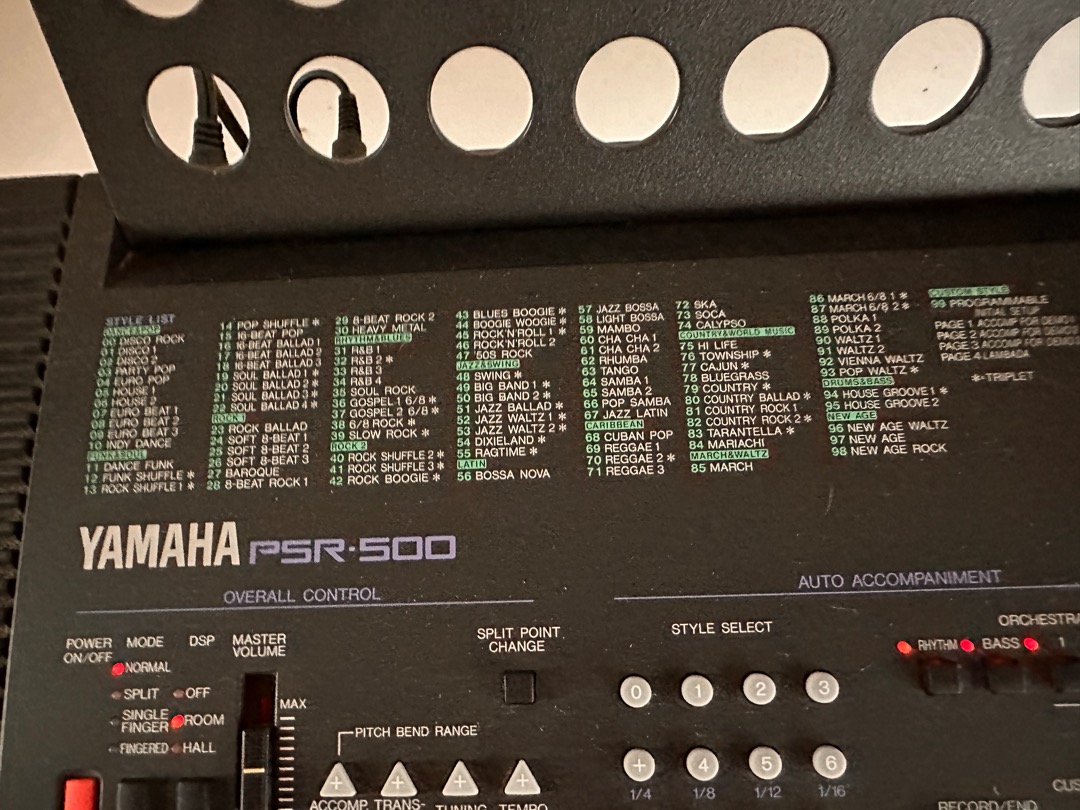 STYLE LIST
DANCE&POP
00 DISCO ROCK
01 DISCO 1
02 DISCO 2
03 DISCO PARTY
04 EURO POP
05 HOUSE 1
06 HOUSE 2
07 EURO BEAT 1
08 EURO BEAT 2
09 EURO BEAT 3
10 HIP DANCE
FUNK&SOUL
11 DANCE FUNK
12 FUNK SHUFFLE *
13 ROCK SHUFFLE 1 *
14 POP SHUFFLE *
15 16-BEAT POP
16 16-BEAT BALLAD 1
17 16-BEAT BALLAD 2
18 SOUL BALLAD 1 *
19 SOUL BALLAD 2 *
20 SOUL BALLAD 3 *
22 SOUL BALLAD 4 *
ROCK 1
23 ROCK BALLAD
24 SOFT 8-BEAT 1
25 SOFT 8-BEAT 2
26 SOFT 8-BEAT 3
27 BAROQUE
28 8-BEAT ROCK 1
29 8-BEAT ROCK 2
30 HEAVY METAL
RHYTHM&BLUES
31 R&B 1
32 R&B 2 *
33 R&B 3
34 R&B 4
35 SOUL ROCK
36 GOSPEL 1 6/8 *
37 GOSPEL 2 6/8 *
38 6/8 ROCK *
39 SLOW ROCK *
ROCK 2
40 ROCK SHUFFLE 2 *
41 ROCK SHUFFLE 3 *
42 ROCK BOOGIE *
43 BLUES BOOGIE *
44 BOOGIE WOOGIE *
45 ROCK'N'ROLL 1 *
46 ROCK'N'ROLL 2
47 '50S ROCK
JAZZ&SWING
48 SWING *
49 BIG BAND 1 *
50 BIG BAND 2 *
51 JAZZ BALLAD *
52 JAZZ WALTZ 1 *
53 JAZZ WALTZ 2 *
54 DIXIELAND *
55 RAGTIME *
LATIN
56 BOSSA NOVA
57 JAZZ BOSSA
58 LIGHT BOSSA
59 MAMBO
60 CHA CHA 1
61 CHA CHA 2
62 RHUMBA
63 TANGO
64 SAMBA 1
65 SAMBA 2
66 POP SAMBA
67 JAZZ LATIN
CARIBBEAN
68 CUBAN POP
69 REGGAE 1
70 REGGAE 2 *
71 REGGAE 3
72 SKA
73 SOCA
74 CALYPSO
COUNTRY&WORLD MUSIC
75 HI LIFE
76 TOWNSHIP *
77 CAJUN *
78 BLUEGRASS
79 COUNTRY *
80 COUNTRY BALLAD *
81 COUNTRY ROCK 1
82 COUNTRY ROCK 2 *
83 TARANTELLA *
84 MARIACHI
MARCH&WALTZ
85 MARCH
86 MARCH 6/8 1 *
87 MARCH 6/8 2 *
88 POLKA 1
89 POLKA 2
90 WALTZ 1
91 WALTZ 2
92 VIENNA WALTZ
93 POP WALTZ *
DRUMS&BASS
94 HOUSE GROOVE 1 *
95 HOUSE GROOVE 2
NEW AGE
96 NEW AGE WALTZ
97 NEW AGE
98 NEW AGE ROCK
CUSTOM STYLE
99 PROGRAMMABLE
INITIAL SETUP
PAGE 1 ACCOMP FOR DEMO
PAGE 2 ACCOMP FOR DEMO
PAGE 3 ACCOMP FOR DEMO
PAGE 4 LAMBADA
*-TRIPLET
YAMAHA PSR-500
OVERALL CONTROL
AUTO ACCOMPANIMENT
POWER ON/OFF
MODE
DSP
MASTER VOLUME
SPLIT POINT CHANGE
STYLE SELECT
ORCHESTRA
NORMAL
RHYTHM
BASS
1
SPLIT
OFF
0
1
2
3
MAX
SINGLE FINGER
ROOM
PITCH BEND RANGE
FINGERED
HALL
+
+
+
+
+
4
5
6
1/4
1/8
1/12
1/16
ACCOMP.
TRANS-
TUNING
TEMPO
RECORD/END